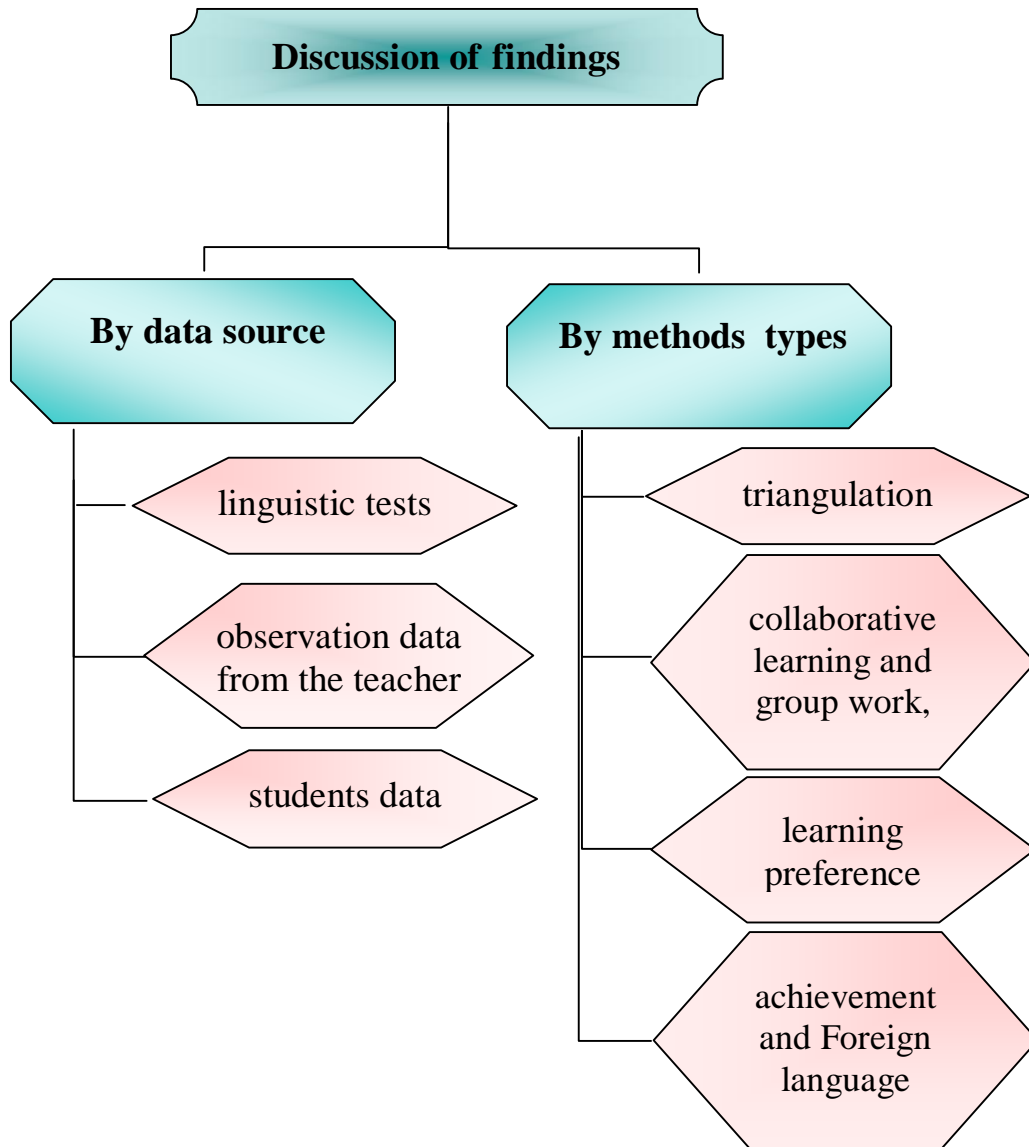 Discussion of findings
By data source
linguistic tests
observation data
from the teacher
students data
By methods  types
triangulation
collaborative
learning and
group work,
learning
preference
achievement
and Foreign
language